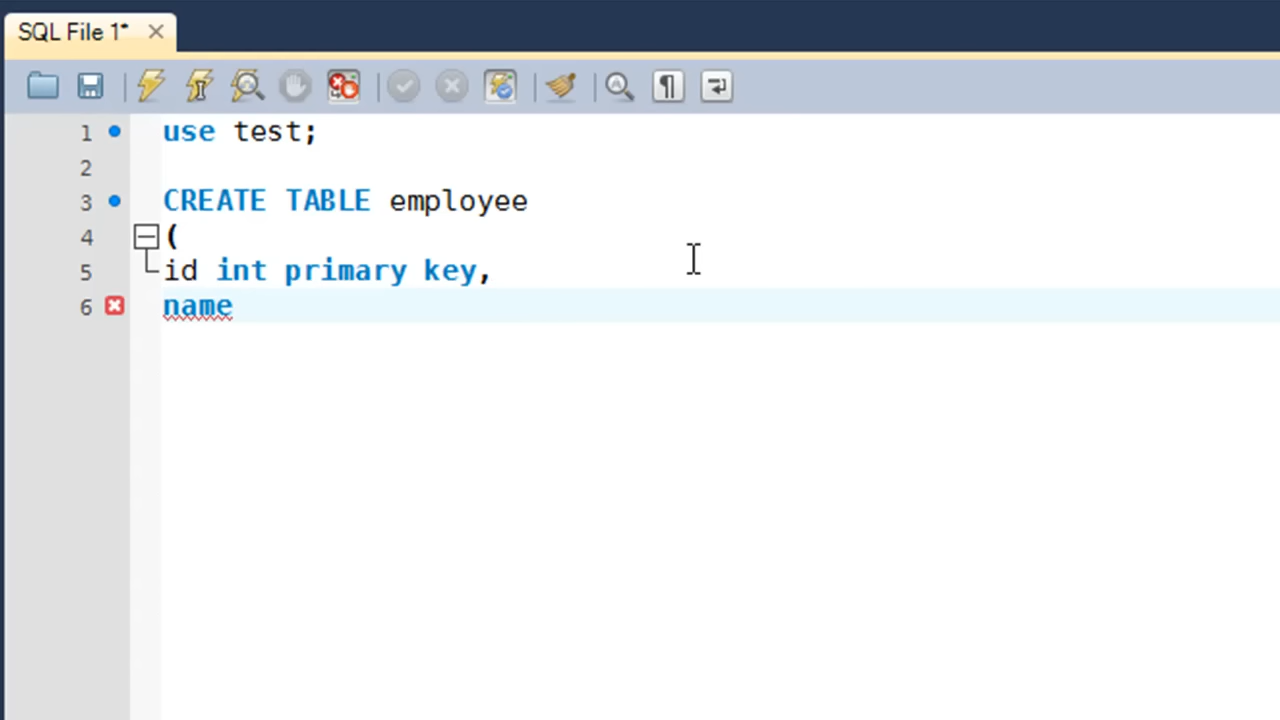 SQL File 1*
1 use test;
2
3 CREATE TABLE employee
4 (
5 id int primary key,
6 name